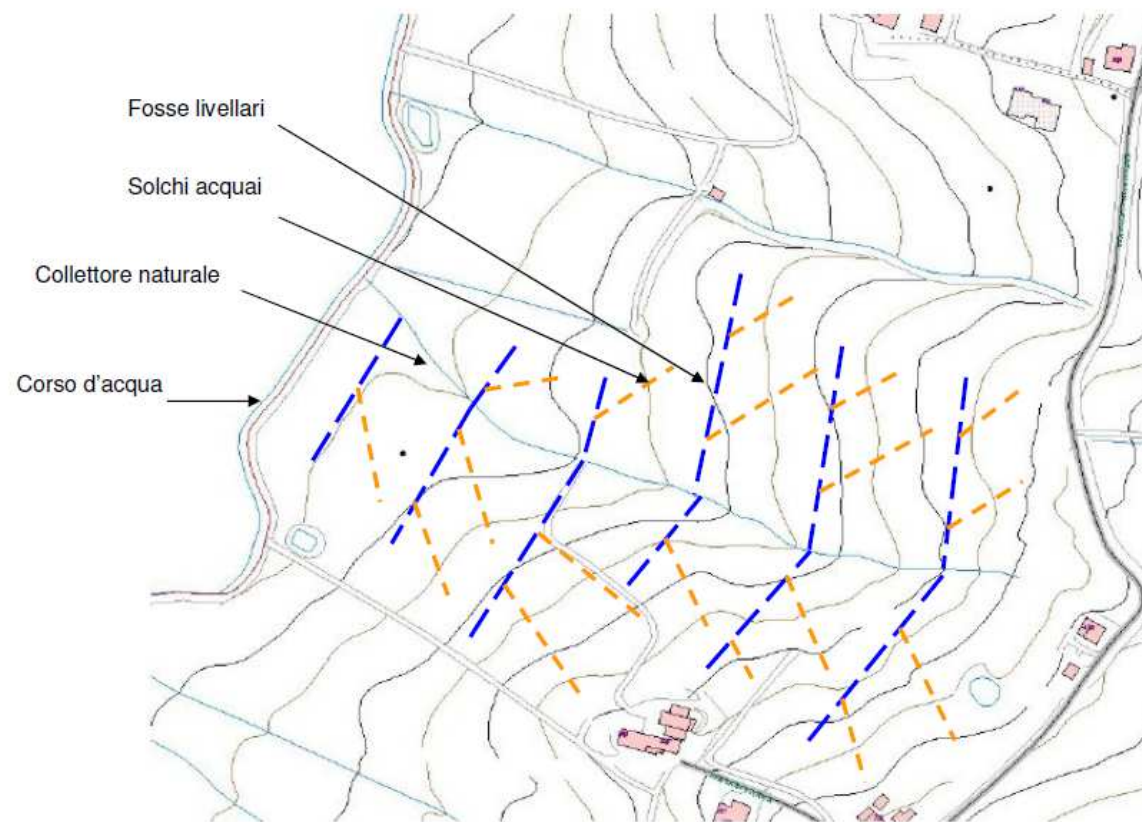 Fosse livellari
Solchi acquai
Collettore naturale
Corso d'acqua